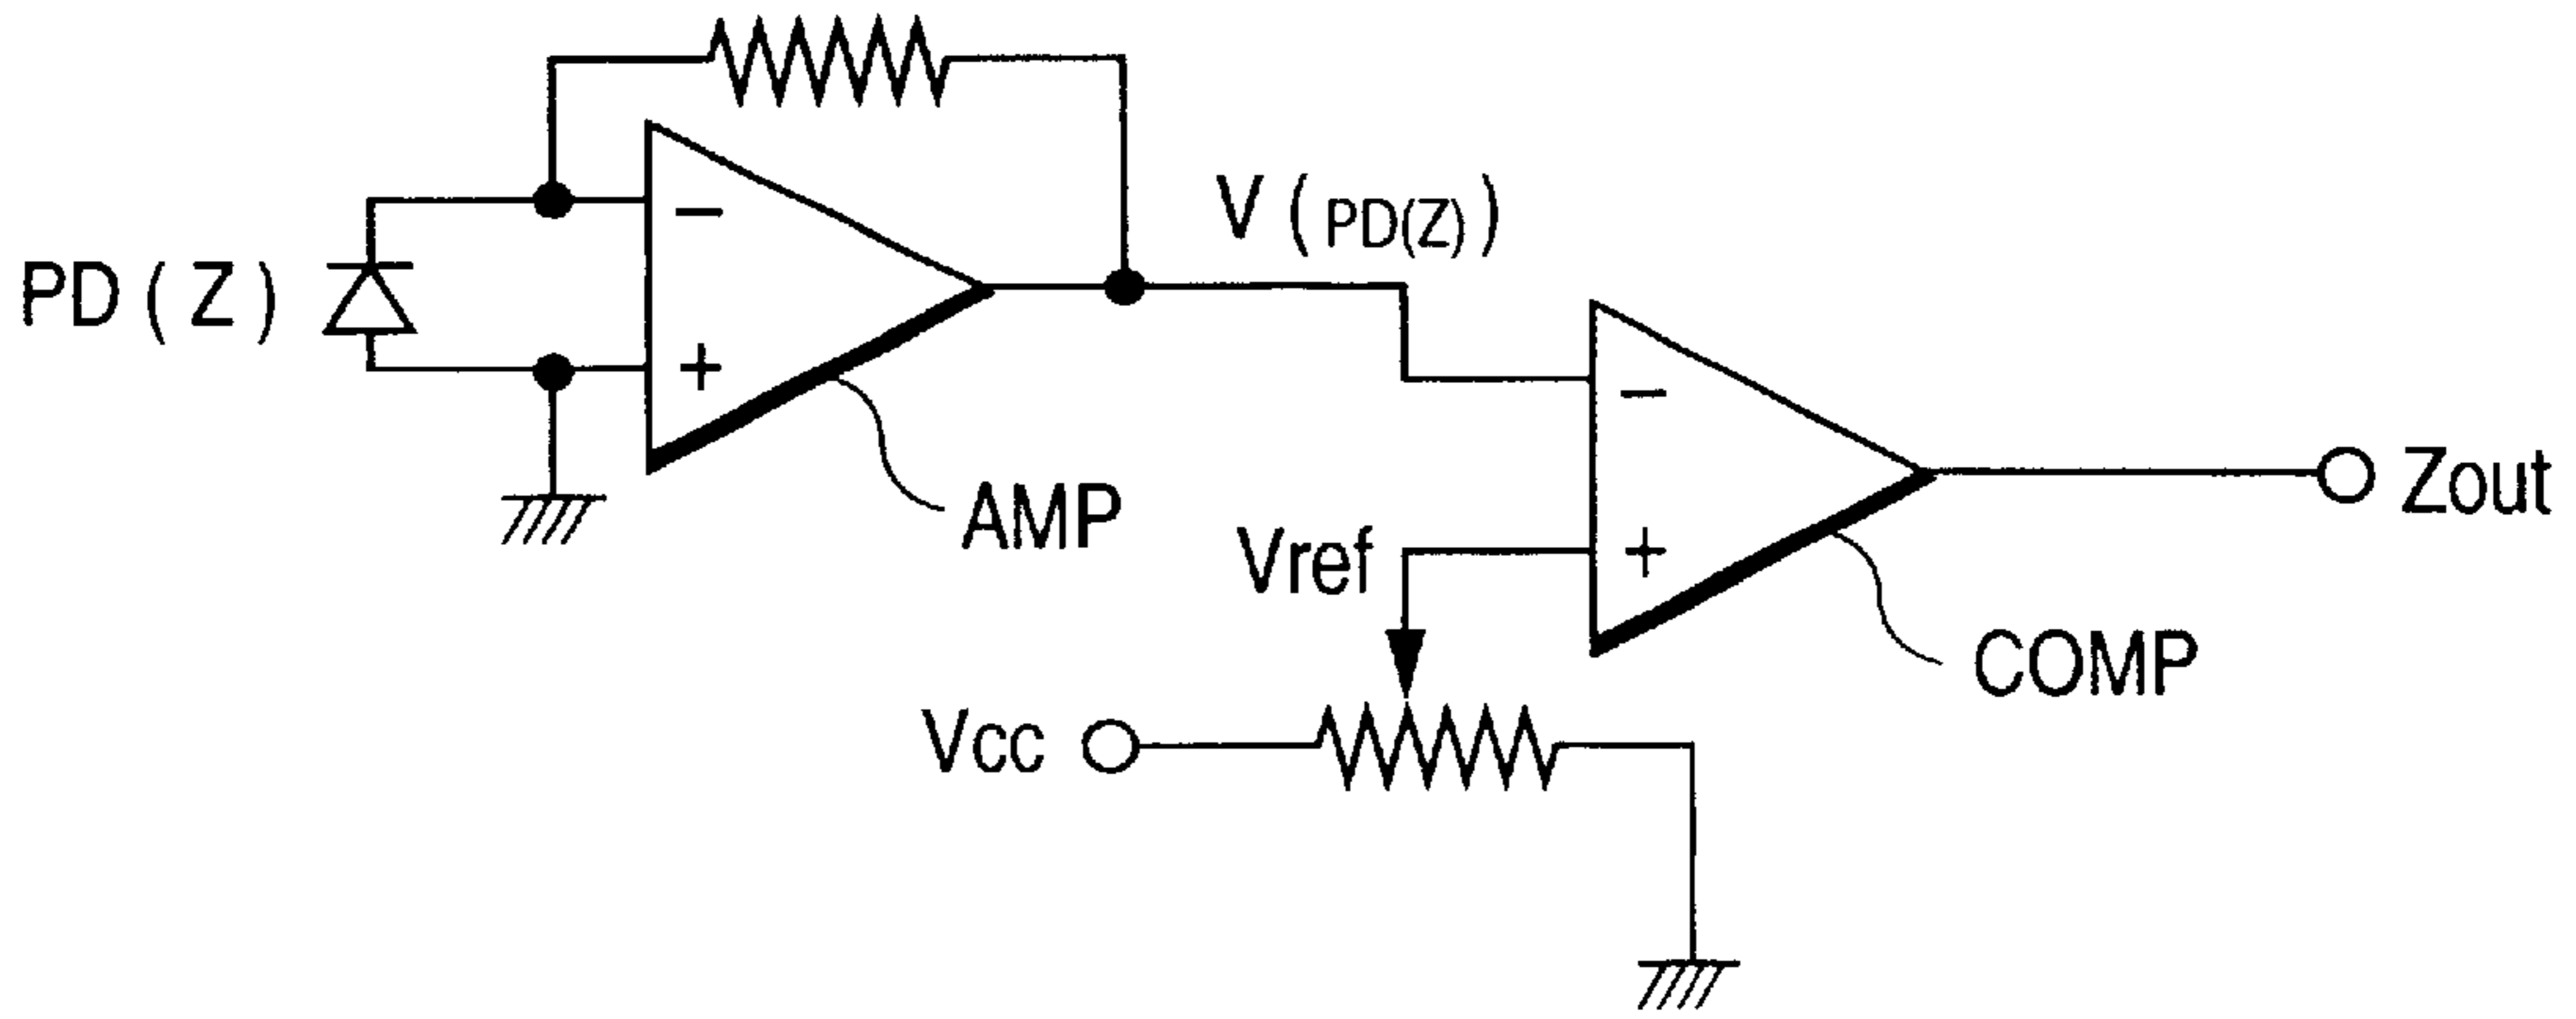 V (PD(Z))
PD ( Z )
−
+
AMP
−
+
Zout
Vref
COMP
Vcc